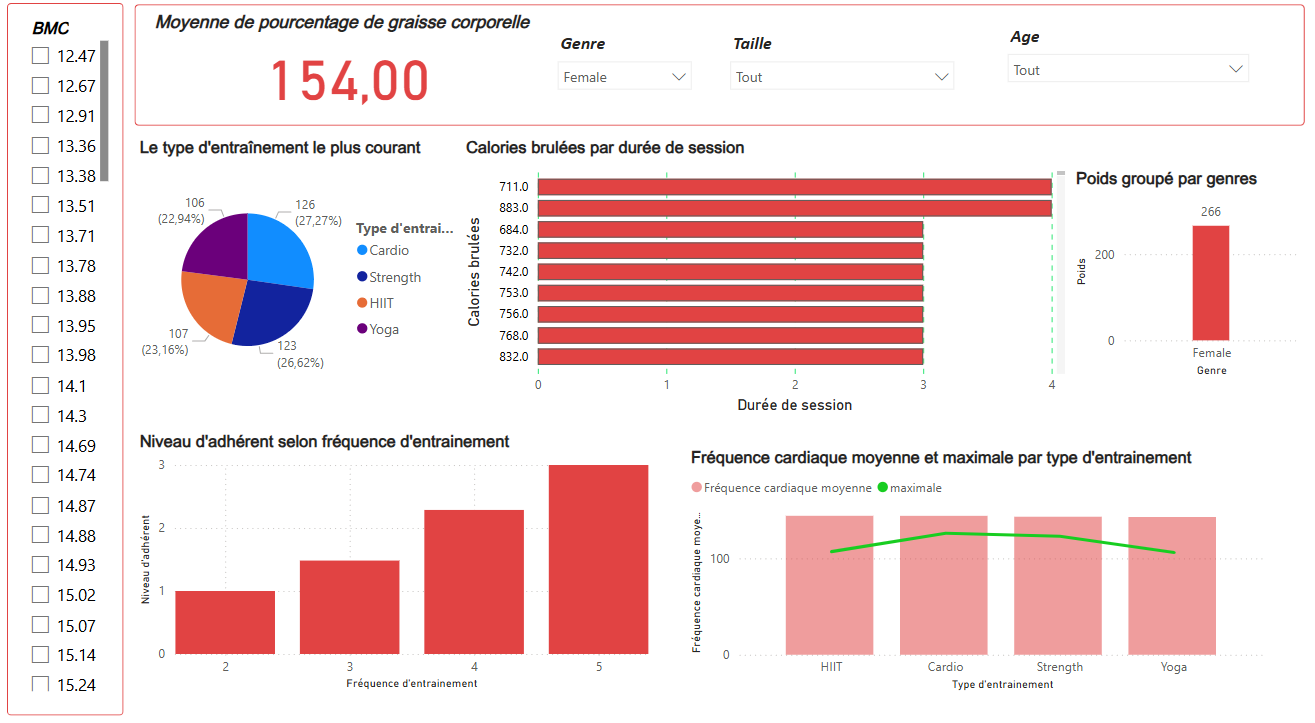 BMC
12.47
12.67
12.91
13.36
13.38
13.51
13.71
13.78
13.88
13.95
13.98
14.1
14.3
14.69
14.74
14.87
14.88
14.93
15.02
15.07
15.14
15.24
Moyenne de pourcentage de graisse corporelle
154,00
Genre
Female
Taille
Tout
Age
Tout
Le type d'entraînement le plus courant
106
(22,94%)
126
(27,27%)
107
(23,16%)
123
(26,62%)
Type d'entrai...
Cardio
Strength
HIIT
Yoga
Calories brulées par durée de session
Calories brulées
711.0
883.0
684.0
732.0
742.0
753.0
756.0
768.0
832.0
0 1 2 3 4
Durée de session
Poids groupé par genres
266
Poids
200
0
Female
Genre
Niveau d'adhérent selon fréquence d'entrainement
Niveau d'adhérent
3
2
1
0
2 3 4 5
Fréquence d'entrainement
Fréquence cardiaque moyenne et maximale par type d'entrainement
Fréquence cardiaque moyenne maximale
Fréquence cardiaque moye...
100
0
HIIT Cardio Strength Yoga
Type d'entrainement